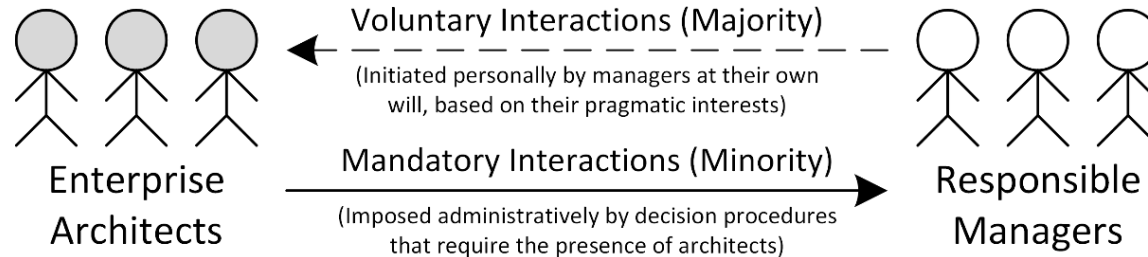 Voluntary Interactions (Majority)
(Initiated personally by managers at their own
will, based on their pragmatic interests)
Mandatory Interactions (Minority)
(Imposed administratively by decision procedures
that require the presence of architects)
Enterprise
Architects
Responsible
Managers